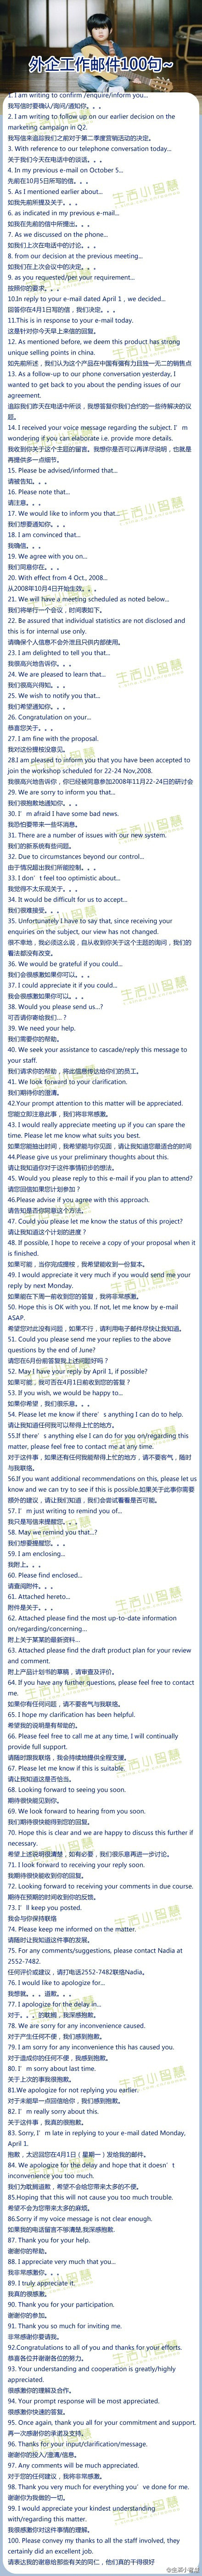 外企工作邮件100句~
1. I am writing to confirm /enquire/inform you...
我写信时要确认/询问/通知你。。。
2. I am writing to follow up on our earlier decision on the
marketing campaign in Q2.
我写信来追踪我们之前对于第二季度营销活动的决定。
3. With reference to our telephone conversation today...
关于我们今天在电话中的谈话。。。
4. In my previous e-mail on October 5...
先前在10月5日所写的信。。。
5. As I mentioned earlier about...
如我先前所提及关于。。。
6. as indicated in my previous e-mail...
如我在先前的信中所提出。。。
7. As we discussed on the phone...
如我们上次在电话中的讨论。。。
8. from our decision at the previous meeting...
如我们在上次会议中的决定。。。
9. as you requested/per your requirement...
按照你的要求。。。
10.In reply to your e-mail dated April 1 , we decided...
回答你在4月1日写的信，我们决定。。。
11.This is in response to your e-mail today.
这是针对你今天早上来信的回复。
12. As mentioned before, we deem this product has strong
unique selling points in china.
如先前所述，我们认为这个产品在中国有强有力且独一无二的销售点
13. As a follow-up to our phone conversation yesterday, I
wanted to get back to you about the pending issues of our
agreement.
追踪我们昨天在电话中所谈，我想答复你我们合约的一些待解决的议
题。
14. I received your voice message regarding the subject. I'm
wondering if you can elaborate i.e. provide more details.
我收到你关于这个主题的留言。我想你是否可以再详尽说明，也就是
再提供多一点细节。
15. Please be advised/informed that...
请被告知。。。
16. Please note that...
请注意。。。
17. We would like to inform you that...
我们想要通知你。。。
18. I am convinced that...
我确信。。。
19. We agree with you on...
我们同意你在。。。
20. With effect from 4 Oct., 2008...
从2008年10月4日开始生效。。。
21. We will have a meeting scheduled as noted below...
我们将举行一个会议，时间表如下。
22. Be assured that individual statistics are not disclosed and
this is for internal use only.
请确保个人信息不会外泄且只供内部使用。
23. I am delighted to tell you that...
我很高兴地告诉你。。。
24. We are pleased to learn that...
我们很高兴得知。。。
25. We wish to notify you that...
我们希望通知你。。。
26. Congratulation on your...
恭喜您关于。。。
27. I am fine with the proposal.
我对这份提案没意见。
28.I am pleased to inform you that you have been accepted to
join the workshop scheduled for 22-24 Nov,2008.
我很高兴地告诉你，你已经被同意参加2008年11月22-24日的研讨会
29. We are sorry to inform you that...
我们很抱歉地通知你。。。
30. I'm afraid I have some bad news.
我恐怕要带来一些坏消息。
31. There are a number of issues with our new system.
我们的新系统有些问题。
32. Due to circumstances beyond our control...
由于情况超出我们所能控制。。。
33. I don't feel too optimistic about...
我觉得不太乐观关于。。。
34. It would be difficult for us to accept...
我们很难接受。。。
35. Unfortunately I have to say that, since receiving your
enquiries on the subject, our view has not changed.
很不幸地，我必须这么说，自从收到你关于这个主题的询问，我们的
看法都没有改变。
36. We would be grateful if you could...
我们会很感激如果你可以。。。
37. I could appreciate it if you could...
我会很感激如果你可以。。。
38. Would you please send us...?
可否请你寄给我们...？
39. We need your help.
我们需要你的帮助。
40. We seek your assistance to cascade/reply this message to
your staff.
我们请求你的帮助，将此信息传达给你们的员工。
41. We look forward to your clarification.
我们期待你的澄清。
42.Your prompt attention to this matter will be appreciated.
您能立即注意此事，我们将非常感激。
43. I would really appreciate meeting up if you can spare the
time. Please let me know what suits you best.
如果您能抽出时间，我希望能与你见面，请让我知道您最适合的时间
44.Please give us your preliminary thoughts about this.
请让我知道你对于这件事情初步的想法。
45. Would you please reply to this e-mail if you plan to attend?
请您回信如果您计划参加？
46.Please advise if you agree with this approach.
请告知是否你同意这个方法。
47. Could you please let me know the status of this project?
请让我知道这个计划的进度？
48. If possible, I hope to receive a copy of your proposal when it
is finished.
如果可能，当你完成提案，我希望能收到一份复本。
49. I would appreciate it very much if you would send me your
reply by next Monday.
如果能在下周一前收到您的答复，我将非常感激。
50. Hope this is OK with you. If not, let me know by e-mail
ASAP.
希望您对此没有问题，如果不行，请利用电子邮件尽快让我知道。
51. Could you please send me your replies to the above
questions by the end of June?
请您在6月份前答复我上述问题好吗？
52. May I have your reply by April 1, if possible?
如果可能，我可否在4月1日前收到您的答复？
53. If you wish, we would be happy to...
如果你希望，我们很乐意。。。
54. Please let me know if there's anything I can do to help.
请让我知道任何我可以帮得上忙的地方。
55.If there's anything else I can do for you on/regarding this
matter, please feel free to contact me at any time.
对于这件事，如果还有任何我能帮得上忙的地方，请不要客气，随时
与我联络。
56.If you want additional recommendations on this, please let us
know and we can try to see if this is possible.如果关于此事你需要
额外的建议，请让我们知道，我们会尝试看看是否可能。
57. I'm just writing to remind you of...
我只是写信来提醒您。。。
58. May we remind you that...?
我们想要提醒您。。。
59. I am enclosing...
我附上。。。
60. Please find enclosed...
请查阅附件。。。
61. Attached hereto...
附件是关于。。。
62. Attached please find the most up-to-date information
on/regarding/concerning...
附上关于某某的最新资料...
63. Attached please find the draft product plan for your review
and comment.
附上产品计划书的草稿，请审查及评价。
64. If you have any further questions, please feel free to contact
me.
如果你有任何问题，请不要客气与我联络。
65. I hope my clarification has been helpful.
希望我的说明是有帮助的。
66. Please feel free to call me at any time, I will continually
provide full support.
请随时跟我联络，我会持续地提供全程支援。
67. Please let me know if this is suitable.
请让我知道这是否恰当。
68. Looking forward to seeing you soon.
期待很快能见到你。
69. We look forward to hearing from you soon.
我们期待很快能得到您的回复。
70. Hope this is clear and we are happy to discuss this further if
necessary.
希望上述说明很清楚，如有必要，我们很乐意再进一步讨论。
71. I look forward to receiving your reply soon.
我期待很快能收到你的回复。
72. Looking forward to receiving your comments in due course.
期待在预期的时间收到你的反馈。
73. I'll keep you posted.
我会与你保持联络
74. Please keep me informed on the matter.
请随时让我知道这件事的发展。
75. For any comments/suggestions, please contact Nadia at
2552-7482.
任何评价或建议，请打电话2552-7482联络Nadia。
76. I would like to apologize for...
我想就。。。道歉。。。
77. I apologize for the delay in...
对于。。。的耽搁，我深感抱歉。
78. We are sorry for any inconvenience caused.
对于产生任何不便，我们感到抱歉。
79. I am sorry for any inconvenience this has caused you.
对于造成你的任何不便，我感到抱歉。
80. I'm sorry about last time.
关于上次的事我很抱歉。
81.We apologize for not replying you earlier.
对于未能早一点回信给你，我们感到抱歉。
82. I'm really sorry about this.
关于这件事，我真的很抱歉。
83. Sorry, I'm late in replying to your e-mail dated Monday,
April 1.
抱歉，太迟回您在4月1日（星期一）发给我的邮件。
84. We apologize for the delay and hope that it doesn't
inconvenience you too much.
我们为耽搁道歉，希望不会给您带来太多的不便。
85.Hoping that this will not cause you too much trouble.
希望不会为您带来太多的麻烦。
86.Sorry if my voice message is not clear enough.
如果我的电话留言不够清楚,我深感抱歉.
87. Thank you for your help.
谢谢你的帮助。
88. I appreciate very much that you...
我非常感激你。。。
89. I truly appreciate it.
我真的很感激。
90. Thank you for your participation.
谢谢你的参加。
91. Thank you so much for inviting me.
非常感谢你邀请我。
92.Congratulations to all of you and thanks for your efforts.
恭喜各位并谢谢各位的努力。
93. Your understanding and cooperation is greatly/highly
appreciated.
很感激你的理解及合作。
94. Your prompt response will be most appreciated.
很感激你快速的答复。
95. Once again, thank you all for your commitment and support.
再一次感谢你的承诺及支持。
96. Thanks for your input/clarification/message.
谢谢你的投入/澄清/信息。
97. Any comments will be much appreciated.
对于您的任何建议，我将非常感激。
98. Thank you very much for everything you've done for me.
谢谢你为我做的一切。
99. I would appreciate your kindest understanding
with/regarding this matter.
我很感激你对这件事情的理解。
100. Please convey my thanks to all the staff involved, they
certainly did an excellent job.
请表达我的谢意给那些有关的同仁，他们真的干得很好